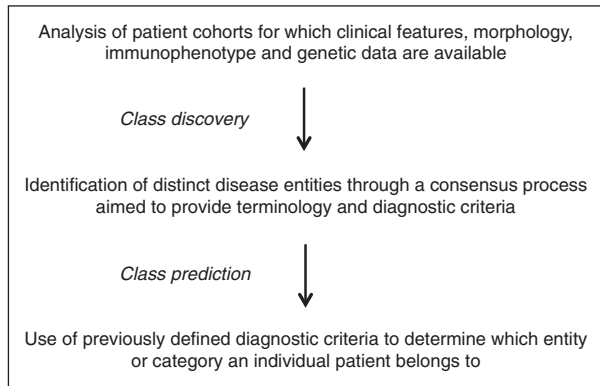 Analysis of patient cohorts for which clinical features, morphology,
immunophenotype and genetic data are available
Class discovery
Identification of distinct disease entities through a consensus process
aimed to provide terminology and diagnostic criteria
Class prediction
Use of previously defined diagnostic criteria to determine which entity
or category an individual patient belongs to